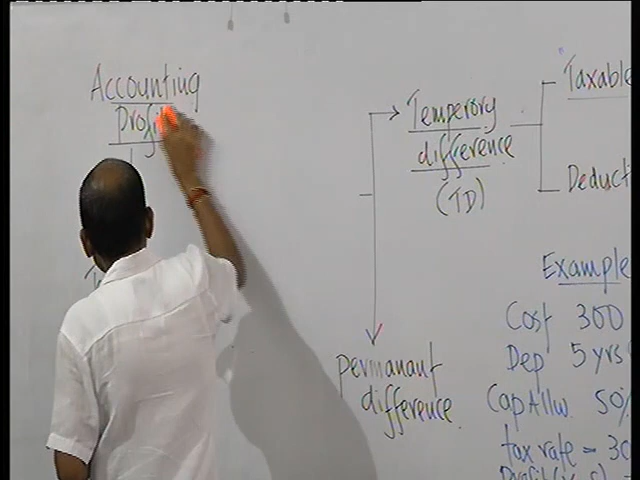 Accounting
Profit
Temperory
difference
(TD)
Taxable
Deduct
permanant
difference.
Example
Cost 300
Dep 5 yrs
Cap Allw. 50%
tax rate = 30